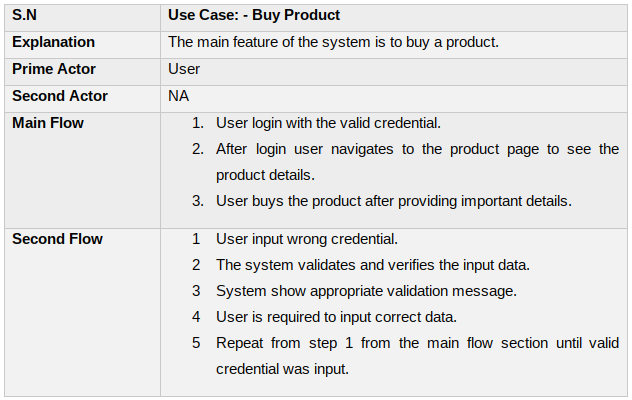 S.N Use Case: - Buy Product
Explanation The main feature of the system is to buy a product.
Prime Actor User
Second Actor NA
Main Flow 1. User login with the valid credential.
2. After login user navigates to the product page to see the
product details.
3. User buys the product after providing important details.
Second Flow 1 User input wrong credential.
2 The system validates and verifies the input data.
3 System show appropriate validation message.
4 User is required to input correct data.
5 Repeat from step 1 from the main flow section until valid
credential was input.